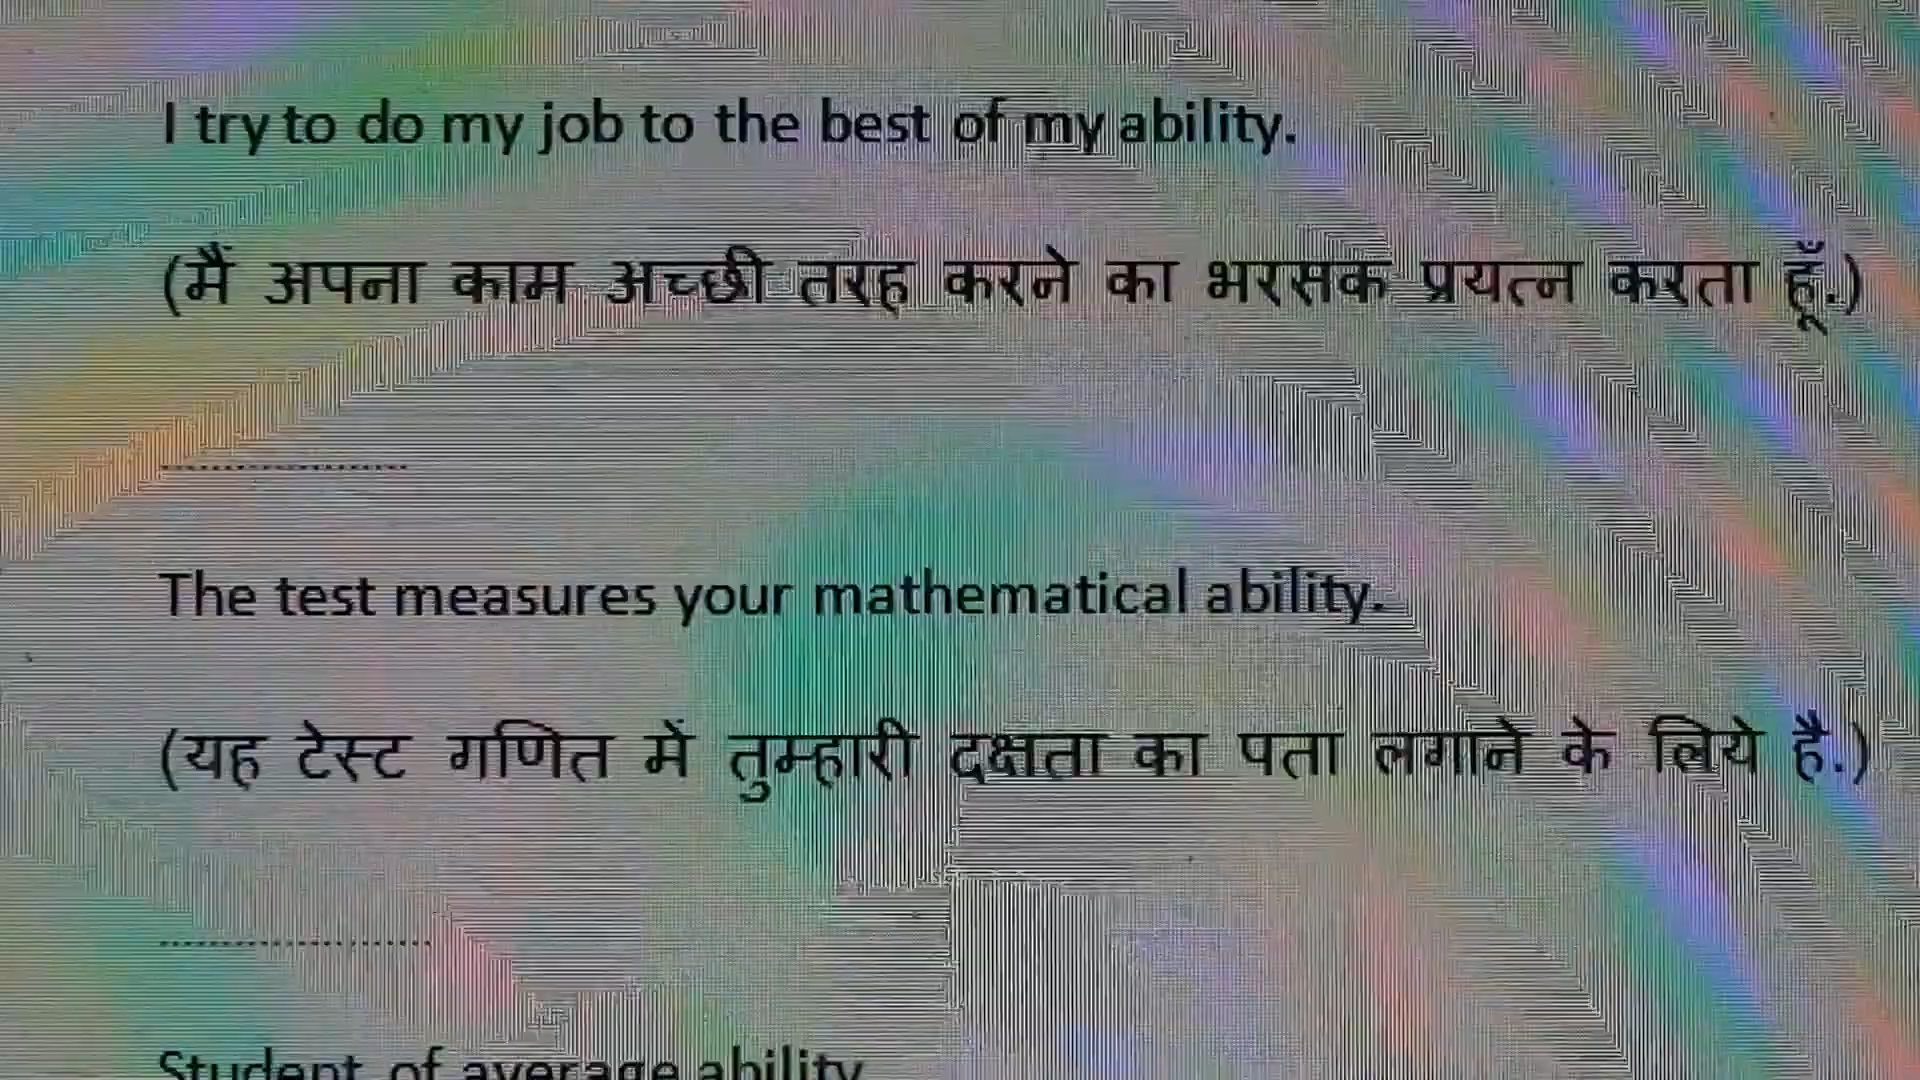 I try to do my job to the best of my ability.
(मैं अपना काम अच्छी तरह करने का भरसक प्रयत्न करता हूँ.)
....................
The test measures your mathematical ability.
(यह टेस्ट गणित में तुम्हारी दक्षता का पता लगाने के लिये है.)
......................
Student of average ability